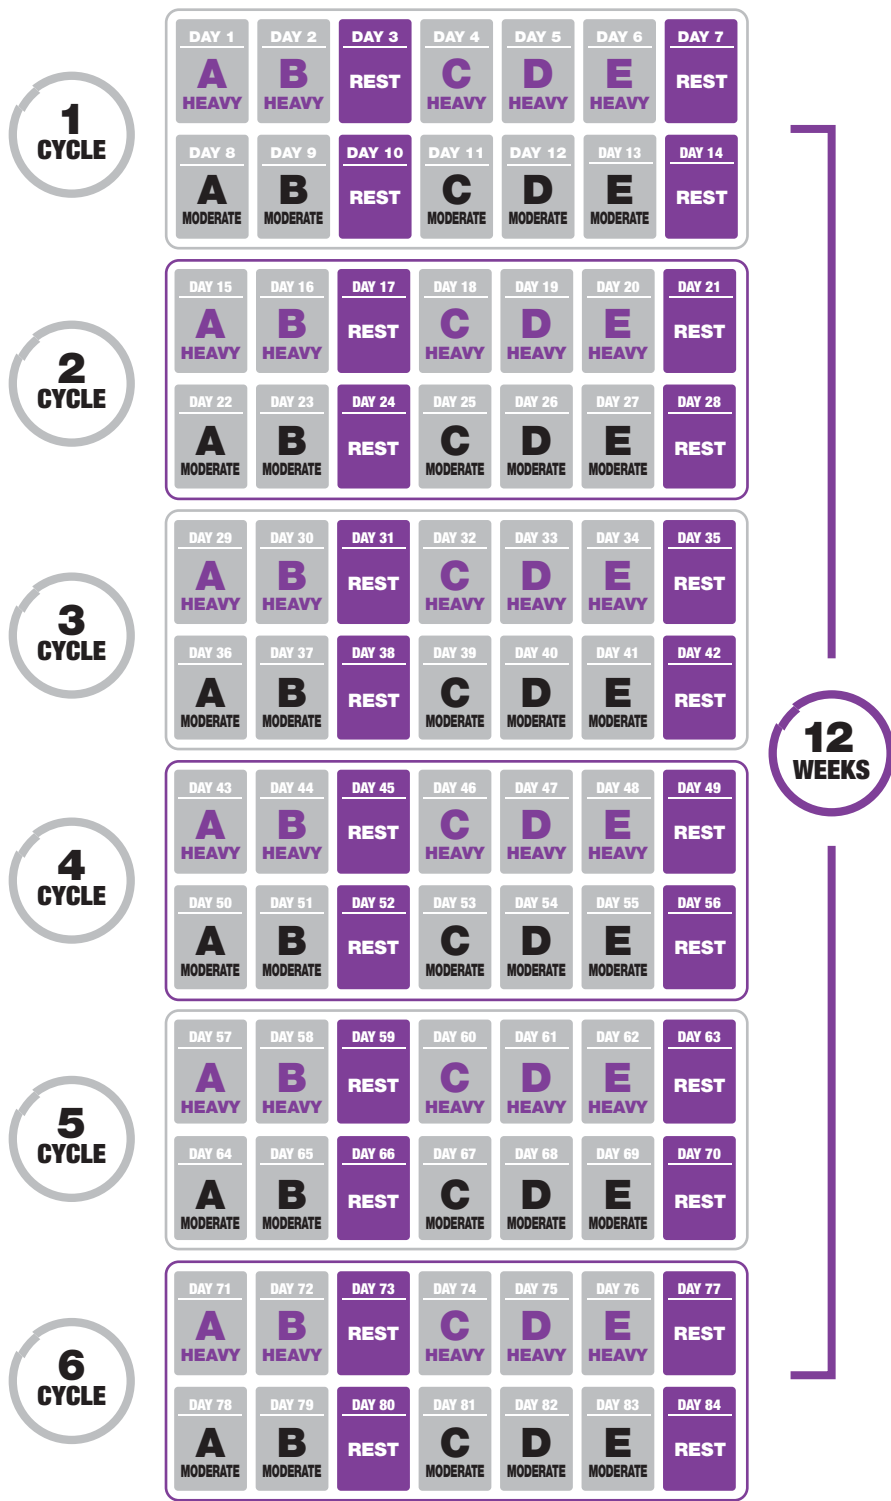 1
CYCLE
DAY 1 DAY 2 DAY 3 DAY 4 DAY 5 DAY 6 DAY 7
A B REST C D E REST
HEAVY HEAVY HEAVY HEAVY HEAVY
DAY 8 DAY 9 DAY 10 DAY 11 DAY 12 DAY 13 DAY 14
A B REST C D E REST
MODERATE MODERATE MODERATE MODERATE MODERATE
2
CYCLE
DAY 15 DAY 16 DAY 17 DAY 18 DAY 19 DAY 20 DAY 21
A B REST C D E REST
HEAVY HEAVY HEAVY HEAVY HEAVY
DAY 22 DAY 23 DAY 24 DAY 25 DAY 26 DAY 27 DAY 28
A B REST C D E REST
MODERATE MODERATE MODERATE MODERATE MODERATE
3
CYCLE
DAY 29 DAY 30 DAY 31 DAY 32 DAY 33 DAY 34 DAY 35
A B REST C D E REST
HEAVY HEAVY HEAVY HEAVY HEAVY
DAY 36 DAY 37 DAY 38 DAY 39 DAY 40 DAY 41 DAY 42
A B REST C D E REST
MODERATE MODERATE MODERATE MODERATE MODERATE
12
WEEKS
4
CYCLE
DAY 43 DAY 44 DAY 45 DAY 46 DAY 47 DAY 48 DAY 49
A B REST C D E REST
HEAVY HEAVY HEAVY HEAVY HEAVY
DAY 50 DAY 51 DAY 52 DAY 53 DAY 54 DAY 55 DAY 56
A B REST C D E REST
MODERATE MODERATE MODERATE MODERATE MODERATE
5
CYCLE
DAY 57 DAY 58 DAY 59 DAY 60 DAY 61 DAY 62 DAY 63
A B REST C D E REST
HEAVY HEAVY HEAVY HEAVY HEAVY
DAY 64 DAY 65 DAY 66 DAY 67 DAY 68 DAY 69 DAY 70
A B REST C D E REST
MODERATE MODERATE MODERATE MODERATE MODERATE
6
CYCLE
DAY 71 DAY 72 DAY 73 DAY 74 DAY 75 DAY 76 DAY 77
A B REST C D E REST
HEAVY HEAVY HEAVY HEAVY HEAVY
DAY 78 DAY 79 DAY 80 DAY 81 DAY 82 DAY 83 DAY 84
A B REST C D E REST
MODERATE MODERATE MODERATE MODERATE MODERATE